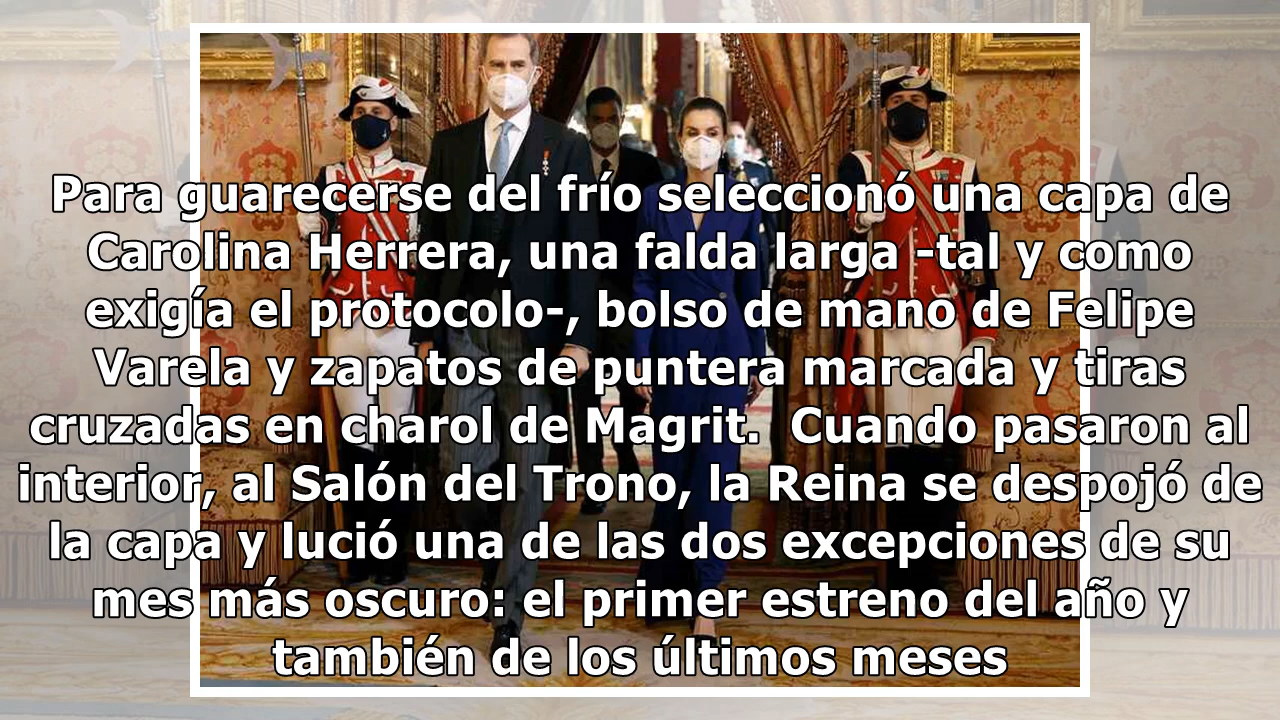 Para guarecerse del frío seleccionó una capa de
Carolina Herrera, una falda larga -tal y como
exigía el protocolo-, bolso de mano de Felipe
Varela y zapatos de puntera marcada y tiras
cruzadas en charol de Magrit.  Cuando pasaron al
interior, al Salón del Trono, la Reina se despojó de
la capa y lució una de las dos excepciones de su
mes más oscuro: el primer estreno del año y
también de los últimos meses